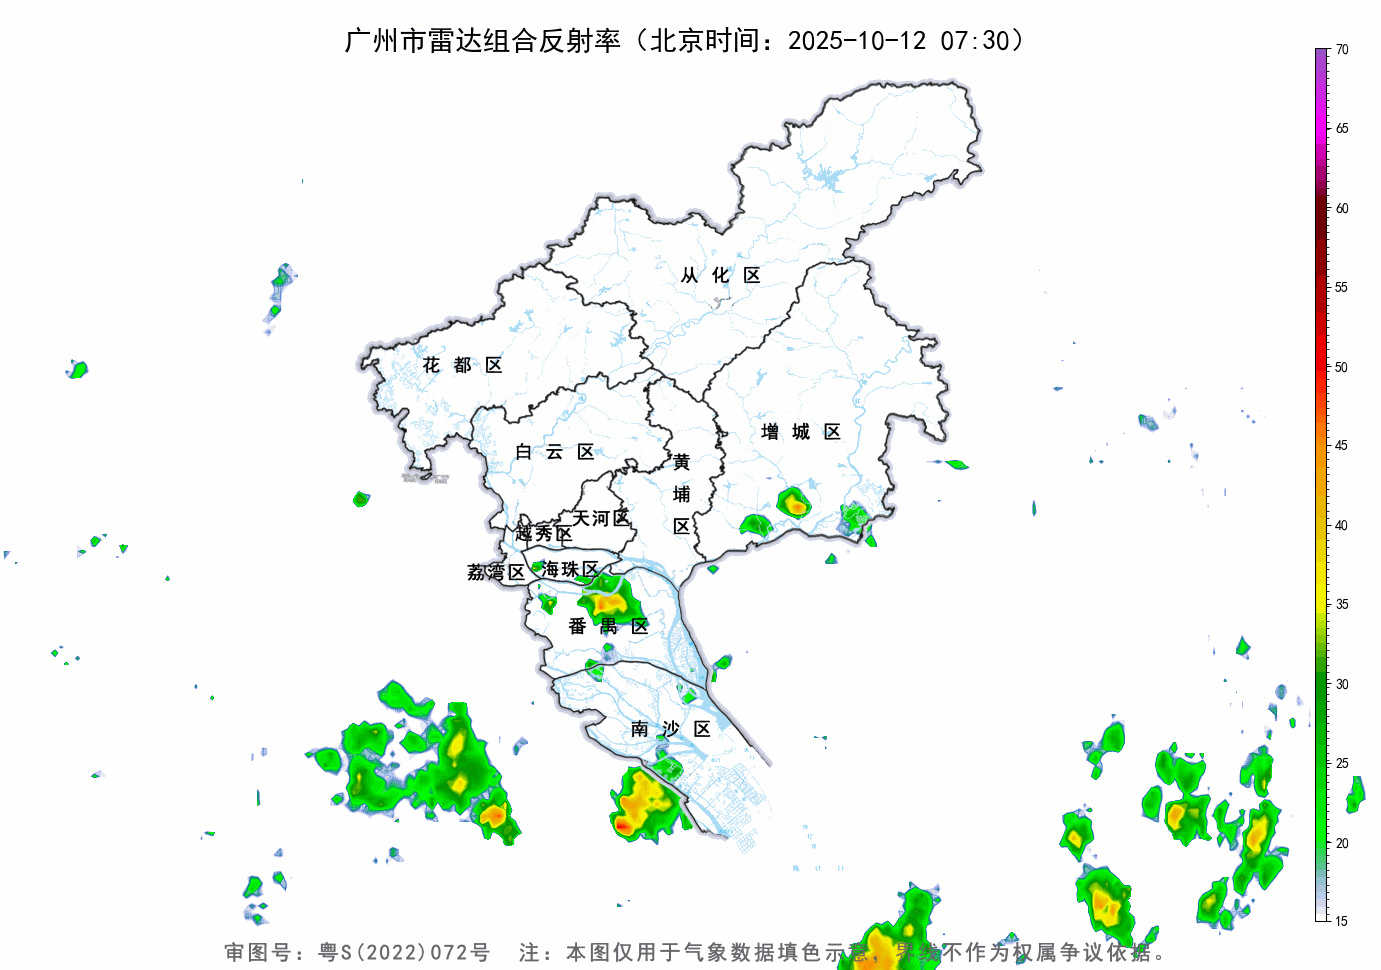 广州市雷达组合反射率（北京时间：2025-10-12 07:30）
70
65
60
55
50
45
40
35
30
25
20
15
从 化 区
花 都 区
增 城 区
白 云 区
黄
埔
区
天河区
越秀区
荔湾区
海珠区
番 禺 区
南 沙 区
审图号：粤S(2022)072号 注：本图仅用于气象数据填色示意，界线不作为权属争议依据。